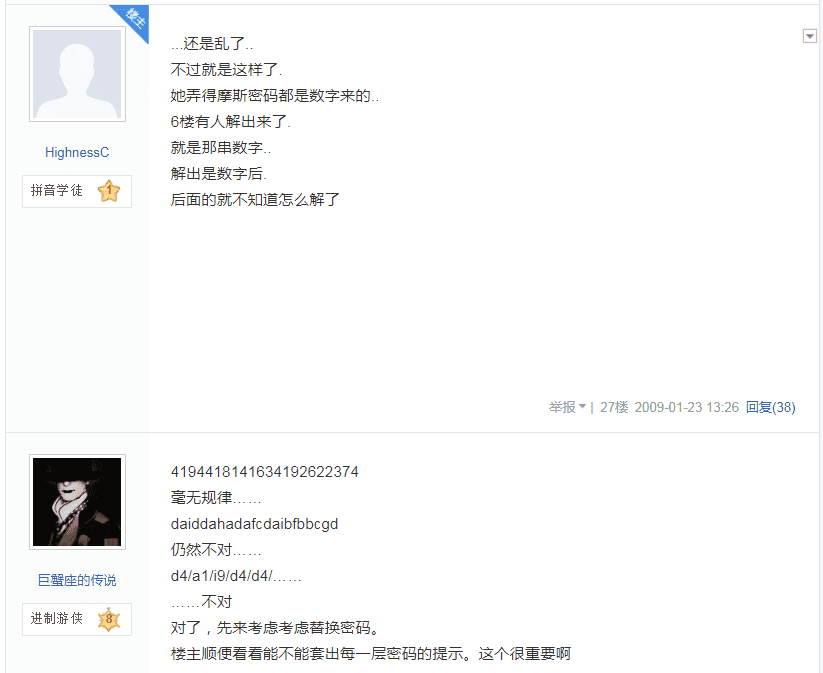 楼主
...还是乱了..
不过就是这样了.
她弄得摩斯密码都是数字来的..
6楼有人解出来了.
就是那串数字..
解出是数字后.
后面的就不知道怎么解了
HighnessC
拼音学徒 1
举报 | 27楼 2009-01-23 13:26 回复(38)
4194418141634192622374
毫无规律……
daiddahadafcdaibfbbcgd
仍然不对……
d4/a1/i9/d4/d4/……
……不对
对了，先来考虑考虑替换密码。
楼主顺便看看能不能套出每一层密码的提示。这个很重要啊
巨蟹座的传说
进制游侠 8